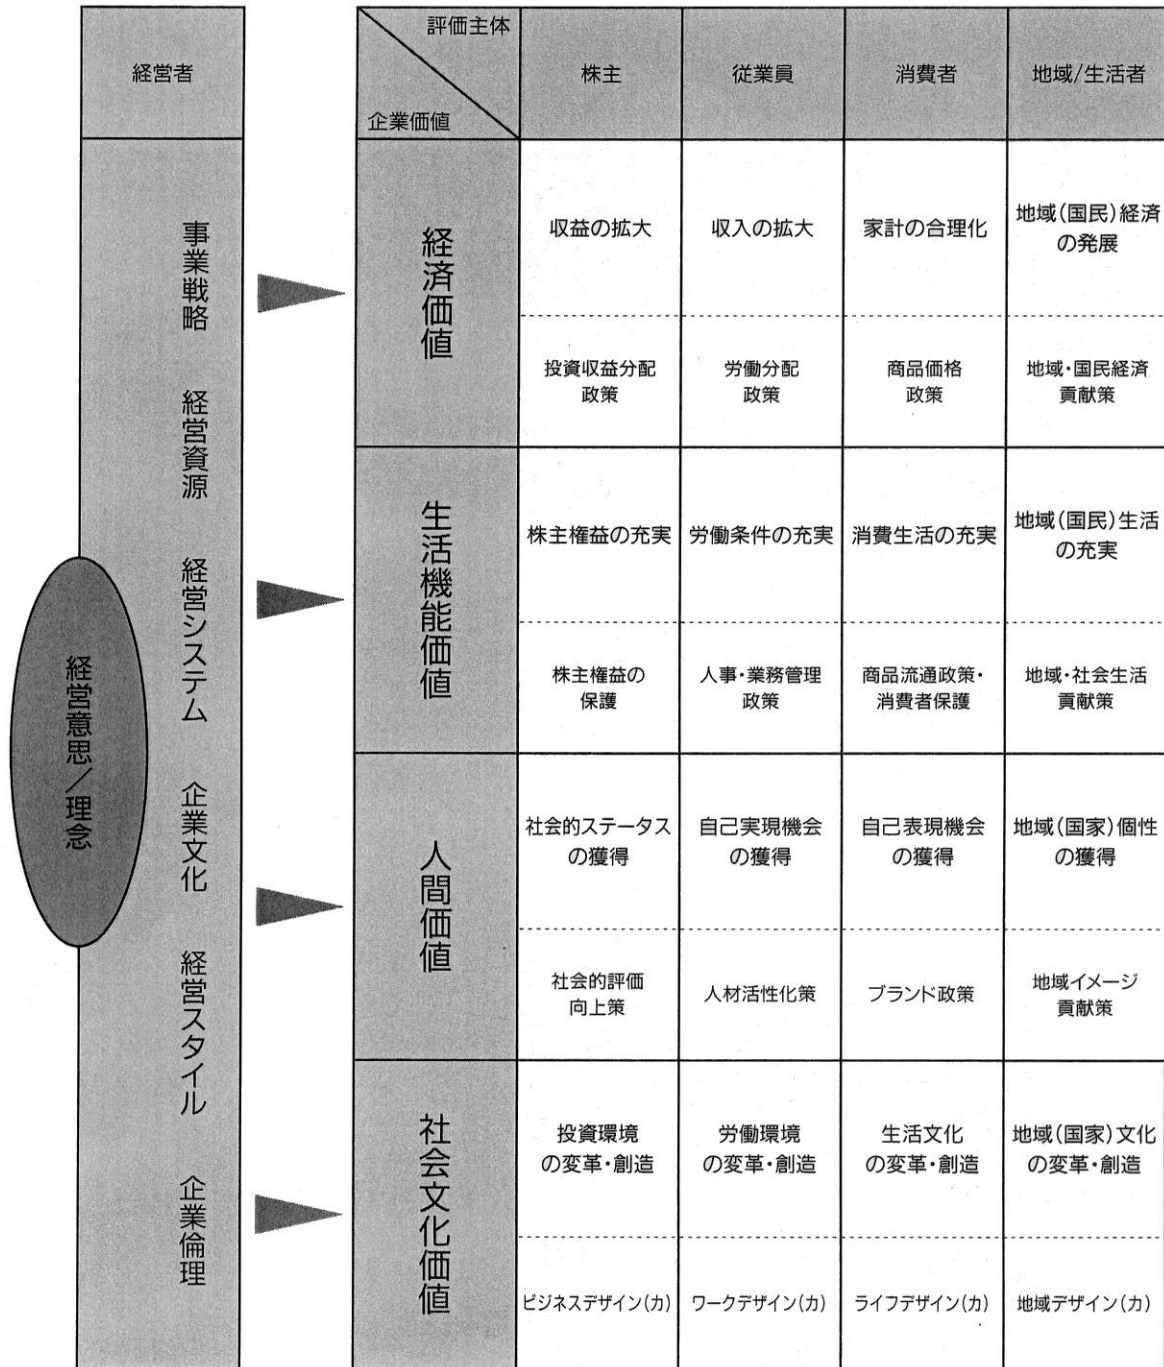 経営者
事業戦略
経営資源
経営システム
企業文化
経営スタイル
企業倫理
経営意思/理念
評価主体
企業価値
株主
従業員
消費者
地域/生活者
経済価値
収益の拡大
収入の拡大
家計の合理化
地域(国民)経済
の発展
投資収益分配
政策
労働分配
政策
商品価格
政策
地域・国民経済
貢献策
生活機能価値
株主権益の充実
労働条件の充実
消費生活の充実
地域(国民)生活
の充実
株主権益の
保護
人事・業務管理
政策
商品流通政策・
消費者保護
地域・社会生活
貢献策
人間価値
社会的ステータス
の獲得
自己実現機会
の獲得
自己表現機会
の獲得
地域(国家)個性
の獲得
社会的評価
向上策
人材活性化策
ブランド政策
地域イメージ
貢献策
社会文化価値
投資環境
の変革・創造
労働環境
の変革・創造
生活文化
の変革・創造
地域(国家)文化
の変革・創造
ビジネスデザイン(力)
ワークデザイン(力)
ライフデザイン(力)
地域デザイン(力)